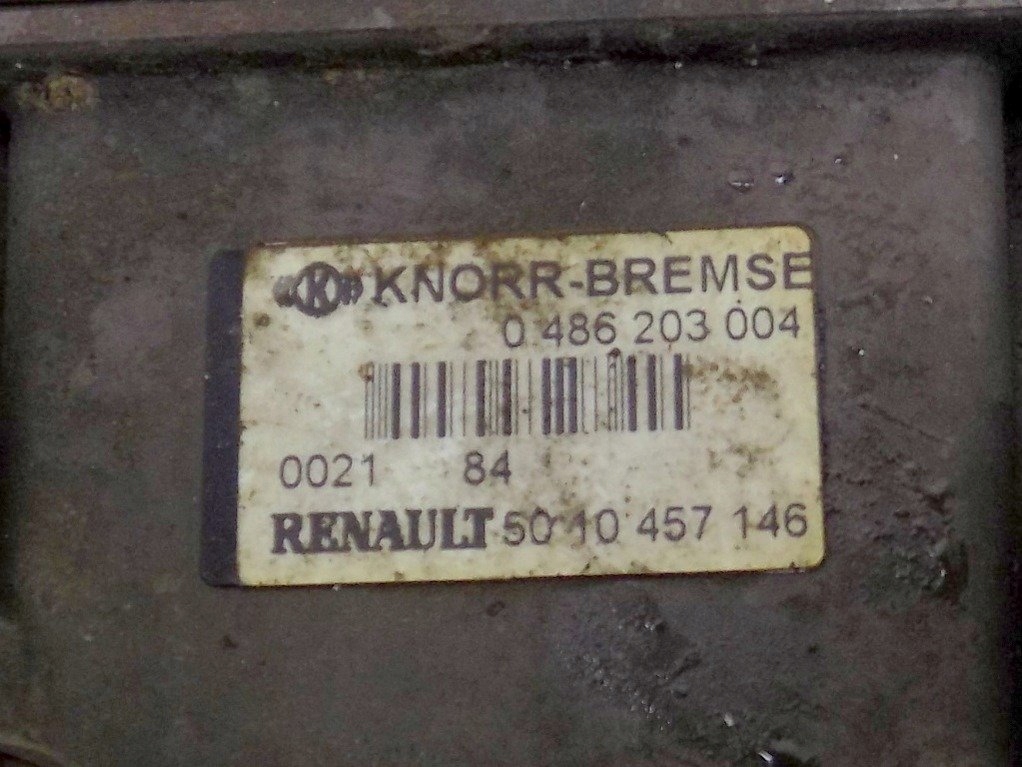 K KNORR-BREMSE
0 486 203 004
0021 84
RENAULT 50 10 457 146